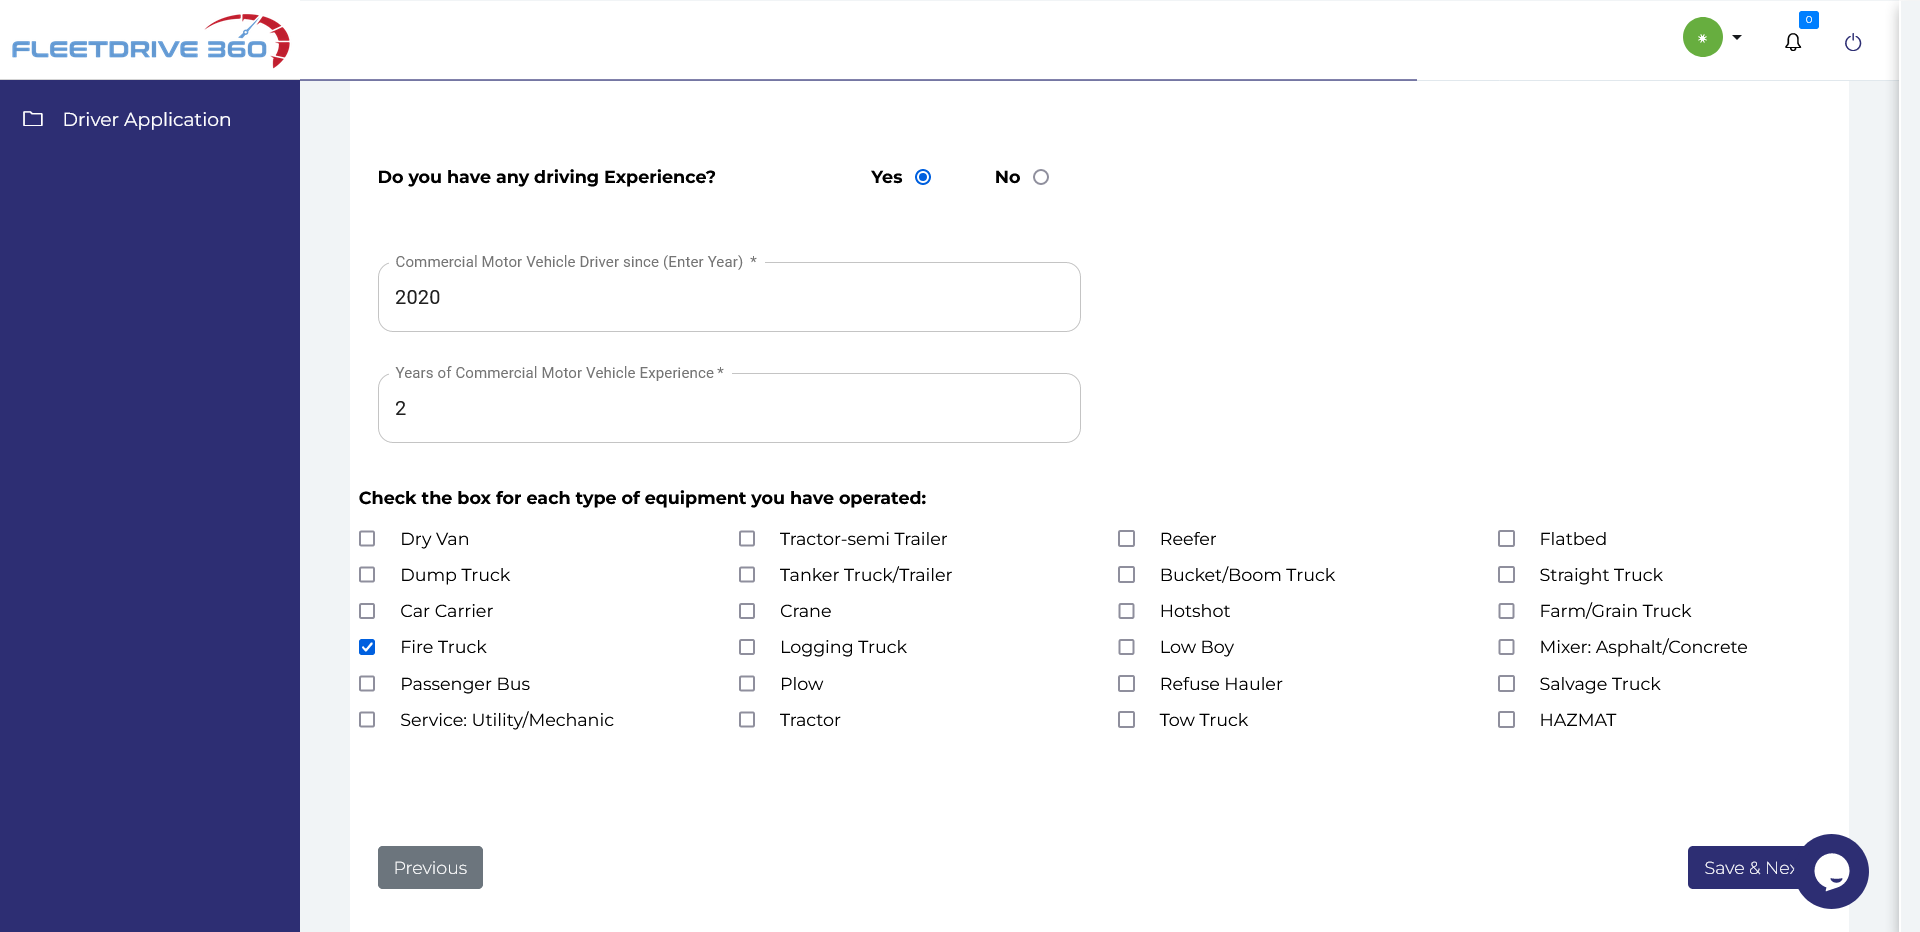 FLEETDRIVE 360
0
Driver Application
Do you have any driving Experience? Yes No
Commercial Motor Vehicle Driver since (Enter Year) *
2020
Years of Commercial Motor Vehicle Experience *
2
Check the box for each type of equipment you have operated:
Dry Van Tractor-semi Trailer Reefer Flatbed
Dump Truck Tanker Truck/Trailer Bucket/Boom Truck Straight Truck
Car Carrier Crane Hotshot Farm/Grain Truck
Fire Truck Logging Truck Low Boy Mixer: Asphalt/Concrete
Passenger Bus Plow Refuse Hauler Salvage Truck
Service: Utility/Mechanic Tractor Tow Truck HAZMAT
Previous Save &